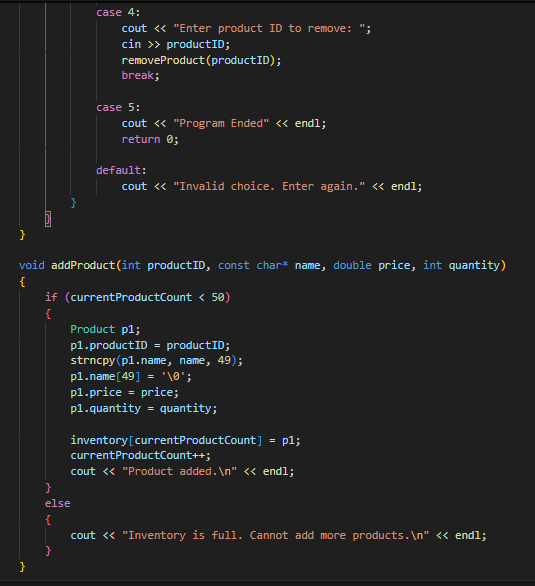 case 4:
cout << "Enter product ID to remove: ";
cin >> productID;
removeProduct(productID);
break;
case 5:
cout << "Program Ended" << endl;
return 0;
default:
cout << "Invalid choice. Enter again." << endl;
}
}
}
void addProduct(int productID, const char* name, double price, int quantity)
{
if (currentProductCount < 50)
{
Product p1;
p1.productID = productID;
strncpy(p1.name, name, 49);
p1.name[49] = '\0';
p1.price = price;
p1.quantity = quantity;
inventory[currentProductCount] = p1;
currentProductCount++;
cout << "Product added.\n" << endl;
}
else
{
cout << "Inventory is full. Cannot add more products.\n" << endl;
}
}